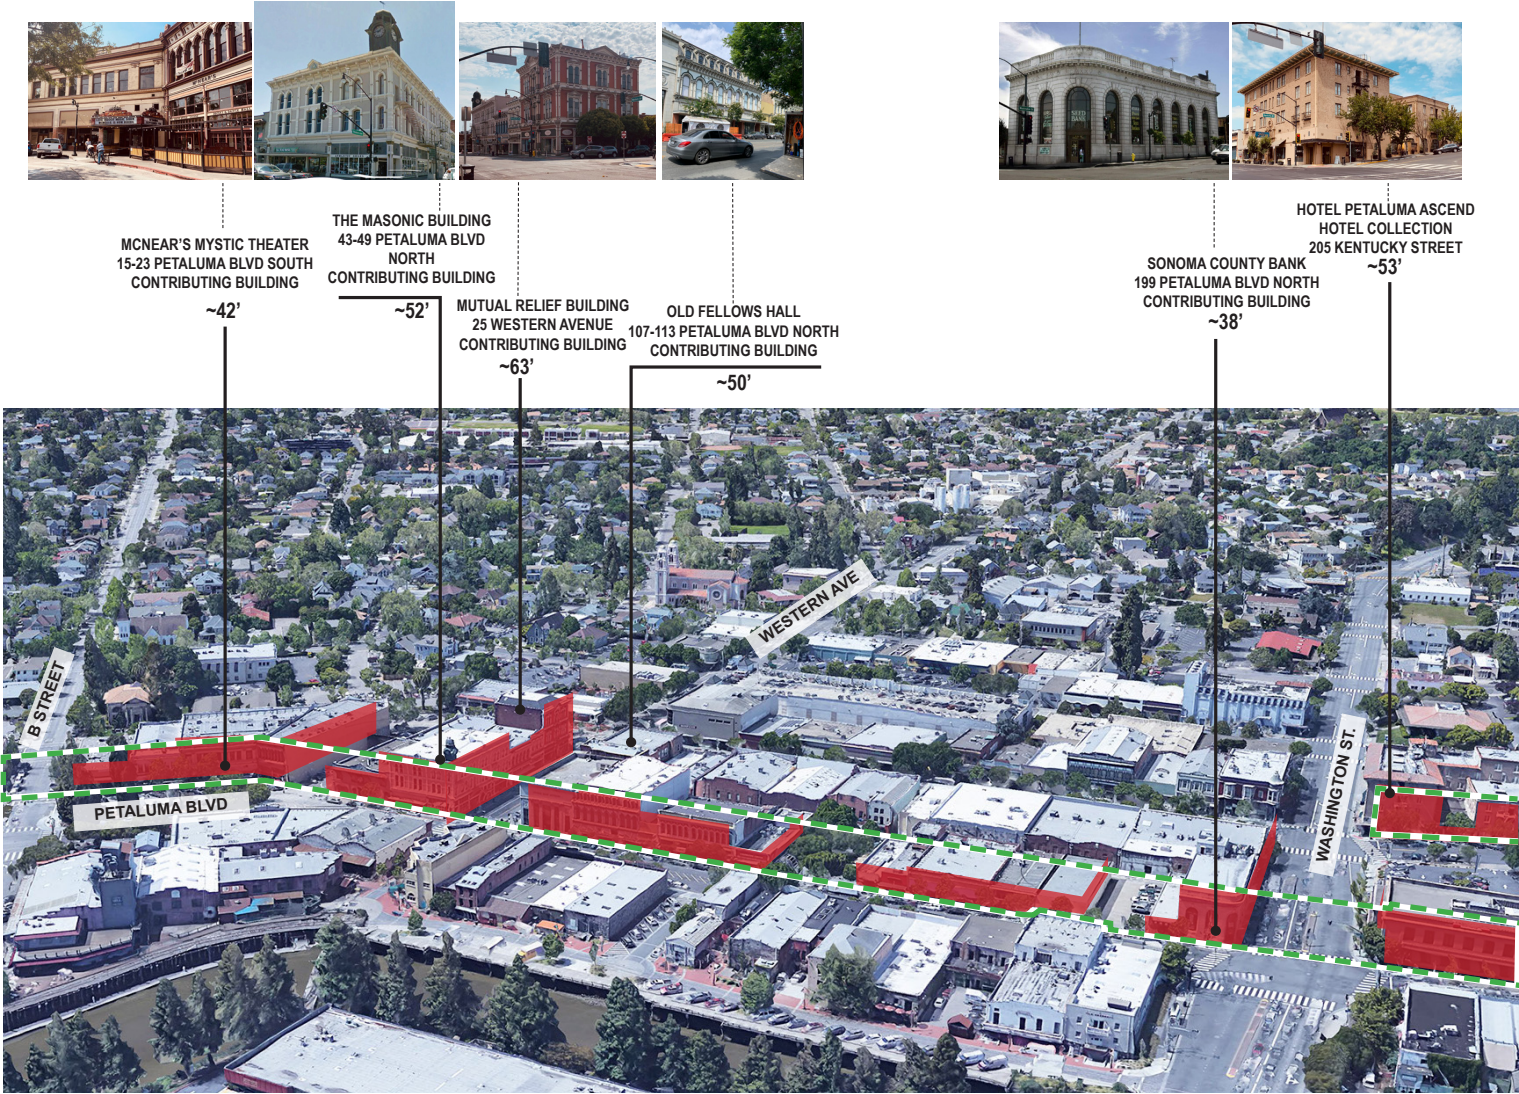 MCNEAR'S MYSTIC THEATER
15-23 PETALUMA BLVD SOUTH
CONTRIBUTING BUILDING
~42'
THE MASONIC BUILDING
43-49 PETALUMA BLVD
NORTH
CONTRIBUTING BUILDING
~52'
MUTUAL RELIEF BUILDING
25 WESTERN AVENUE
CONTRIBUTING BUILDING
~63'
OLD FELLOWS HALL
107-113 PETALUMA BLVD NORTH
CONTRIBUTING BUILDING
~50'
SONOMA COUNTY BANK
199 PETALUMA BLVD NORTH
CONTRIBUTING BUILDING
~38'
HOTEL PETALUMA ASCEND
HOTEL COLLECTION
205 KENTUCKY STREET
~53'
SEED
BANK
WESTERN AVE
B STREET
PETALUMA BLVD
WASHINGTON ST.